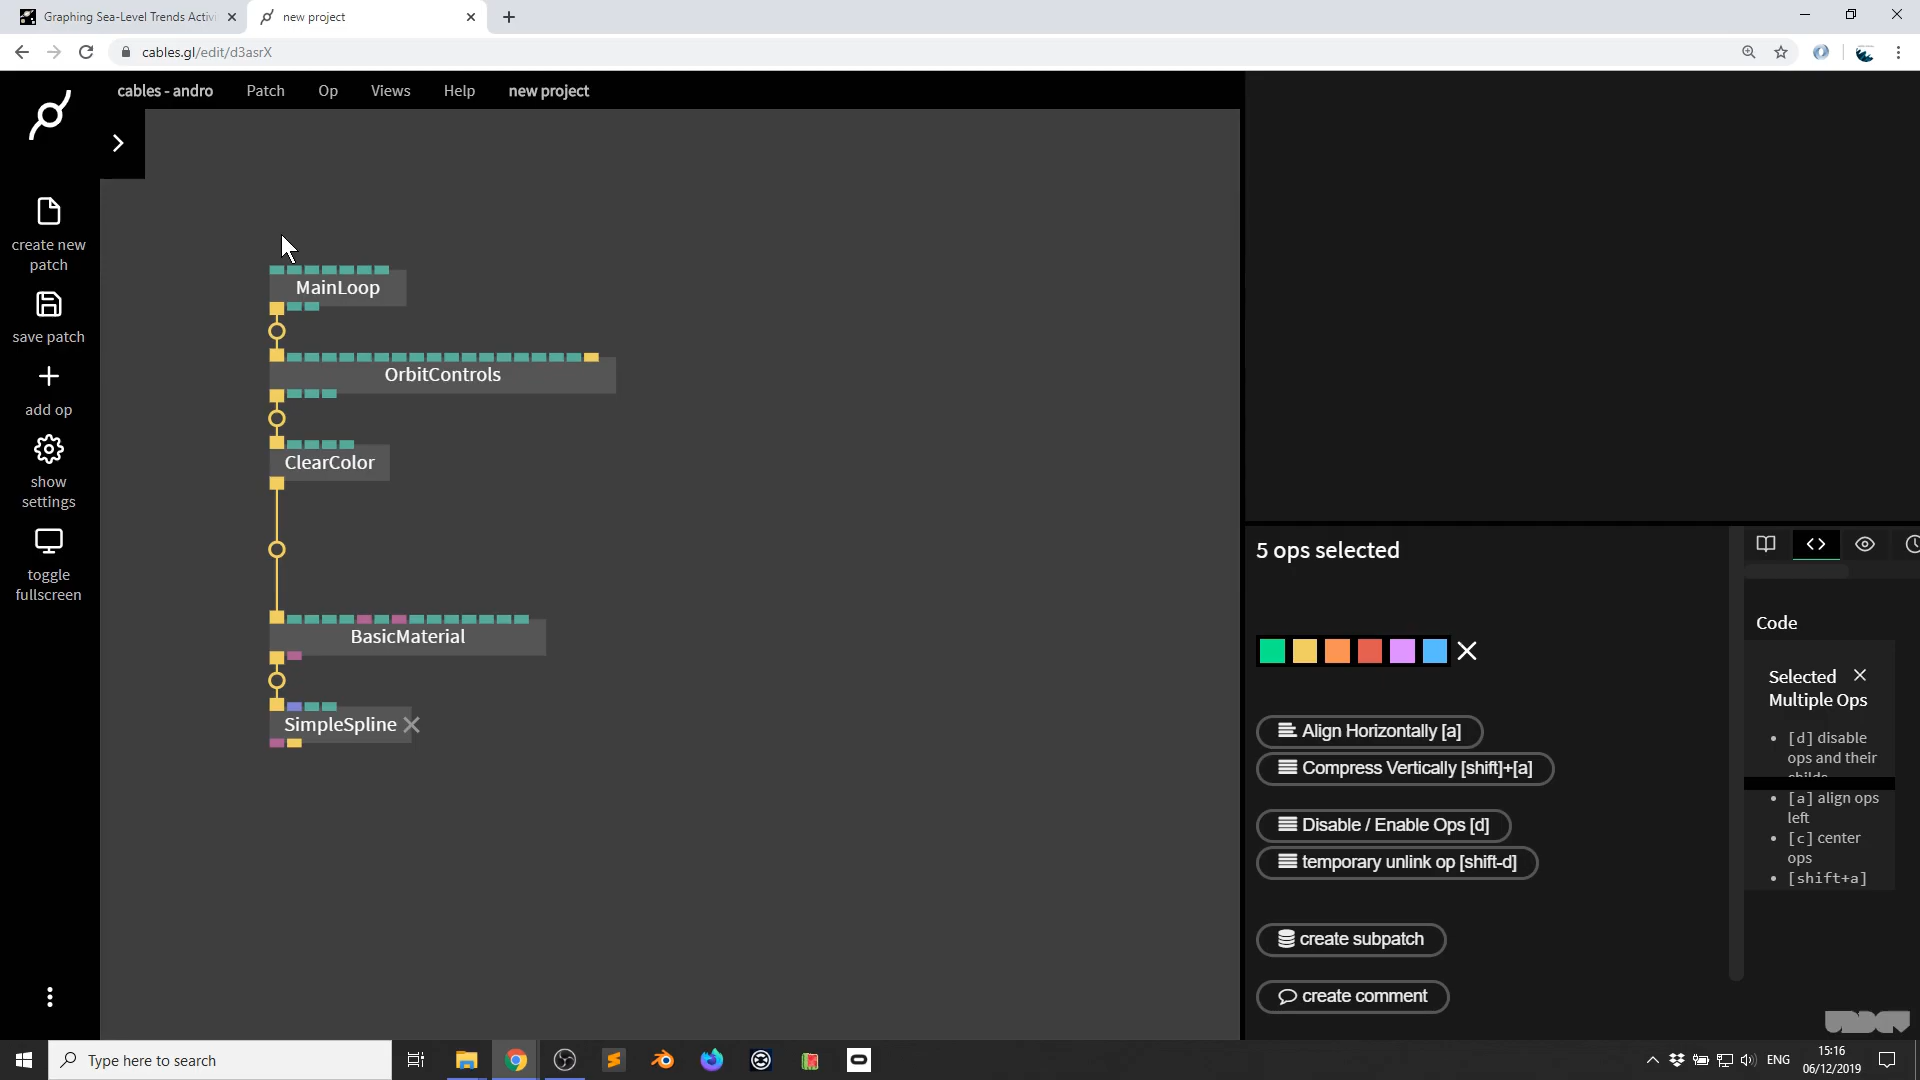 Graphing Sea-Level Trends Activi
new project
cables.gl/edit/d3asrX
cables - andro
Patch
Op
Views
Help
new project
create new
patch
save patch
add op
show
settings
toggle
fullscreen
MainLoop
OrbitControls
ClearColor
BasicMaterial
SimpleSpline
5 ops selected
Align Horizontally [a]
Compress Vertically [shift]+[a]
Disable / Enable Ops [d]
temporary unlink op [shift-d]
create subpatch
create comment
Code
Selected
Multiple Ops
[d] disable
ops and their
childs
[a] align ops
left
[c] center
ops
[shift+a]
UNDEV
Type here to search
ENG
15:16
06/12/2019